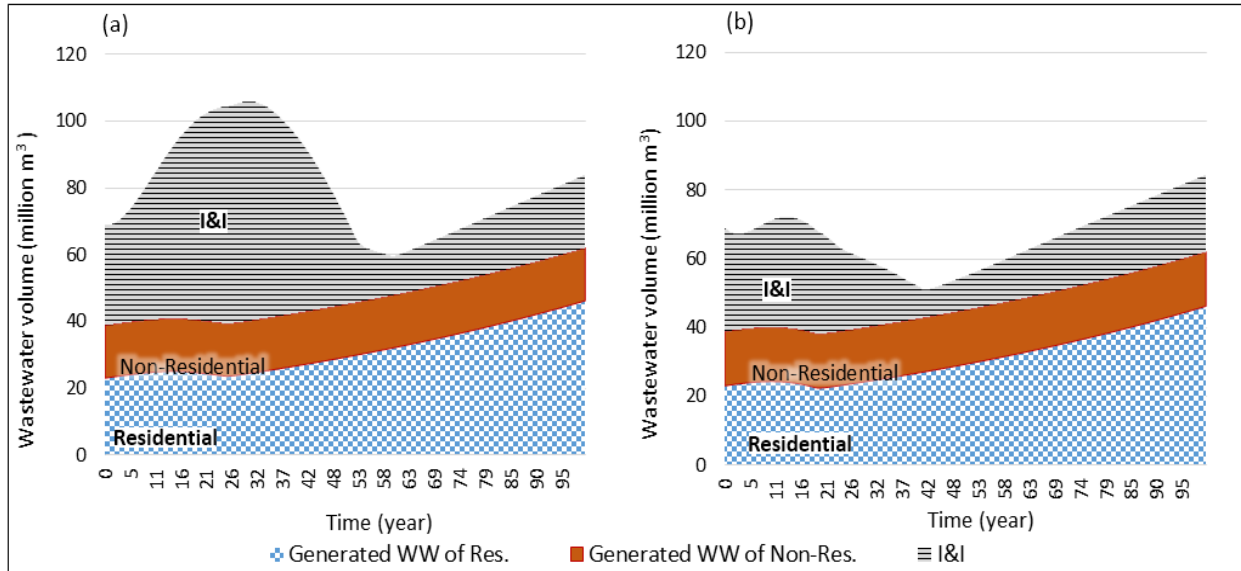 (a)
120
100
80
60
40
20
0
Wastewater volume (million m³)
I&I
Non-Residential
Residential
0 5 11 16 21 26 32 37 42 48 53 58 63 69 74 79 84 90 95
Time (year)
(b)
120
100
80
60
40
20
0
Wastewater volume (million m³)
I&I
Non-Residential
Residential
0 5 11 16 21 26 32 37 42 48 53 58 63 69 74 79 84 90 95
Time (year)
Generated WW of Res. Generated WW of Non-Res. I&I